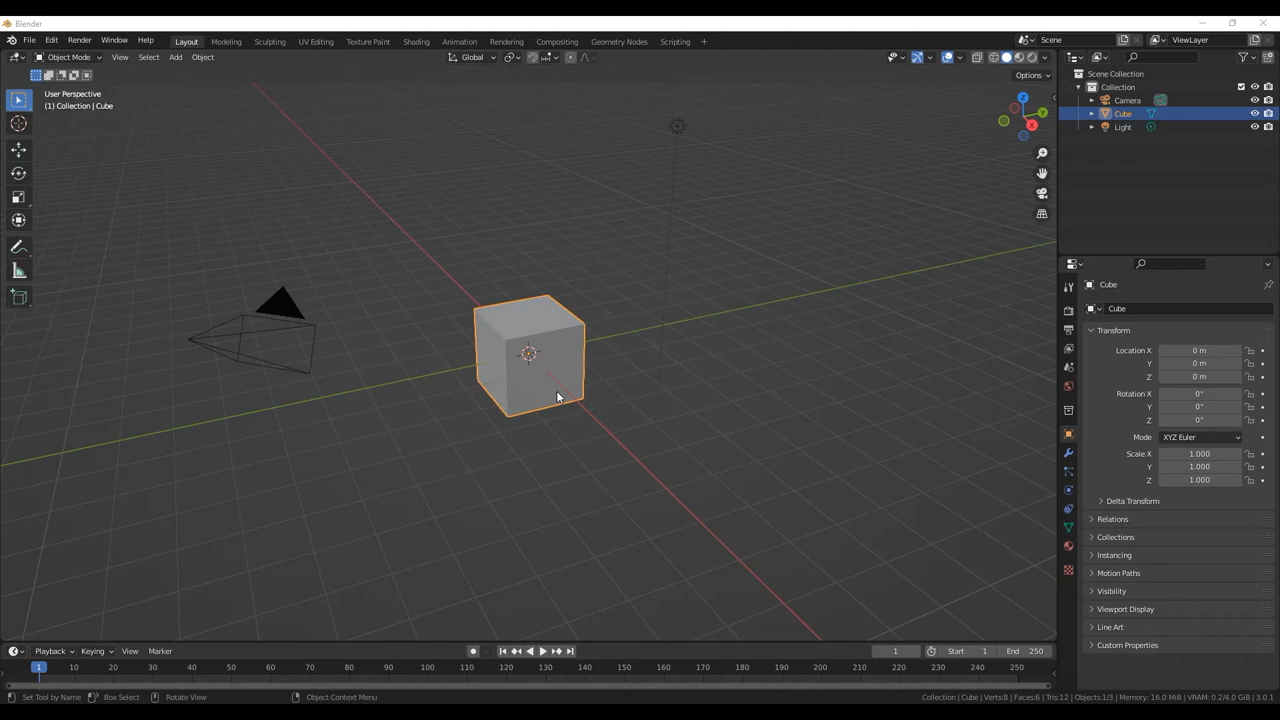 Blender
File Edit Render Window Help Layout Modeling Sculpting UV Editing Texture Paint Shading Animation Rendering Compositing Geometry Nodes Scripting + Scene ViewLayer
Object Mode View Select Add Object Global
Options
User Perspective
(1) Collection | Cube
Z
Y
X
Scene Collection
Collection
Camera
Cube
Light
Cube
Cube
Transform
Location X 0 m
Y 0 m
Z 0 m
Rotation X 0°
Y 0°
Z 0°
Mode XYZ Euler
Scale X 1.000
Y 1.000
Z 1.000
Delta Transform
Relations
Collections
Instancing
Motion Paths
Visibility
Viewport Display
Line Art
Custom Properties
Playback Keying View Marker 1 Start 1 End 250
1 10 20 30 40 50 60 70 80 90 100 110 120 130 140 150 160 170 180 190 200 210 220 230 240 250
Set Tool by Name Box Select Rotate View Object Context Menu Collection | Cube | Verts:8 | Faces:6 | Tris:12 | Objects:1/3 | Memory: 16.0 MiB | VRAM: 0.2/4.0 GiB | 3.0.1